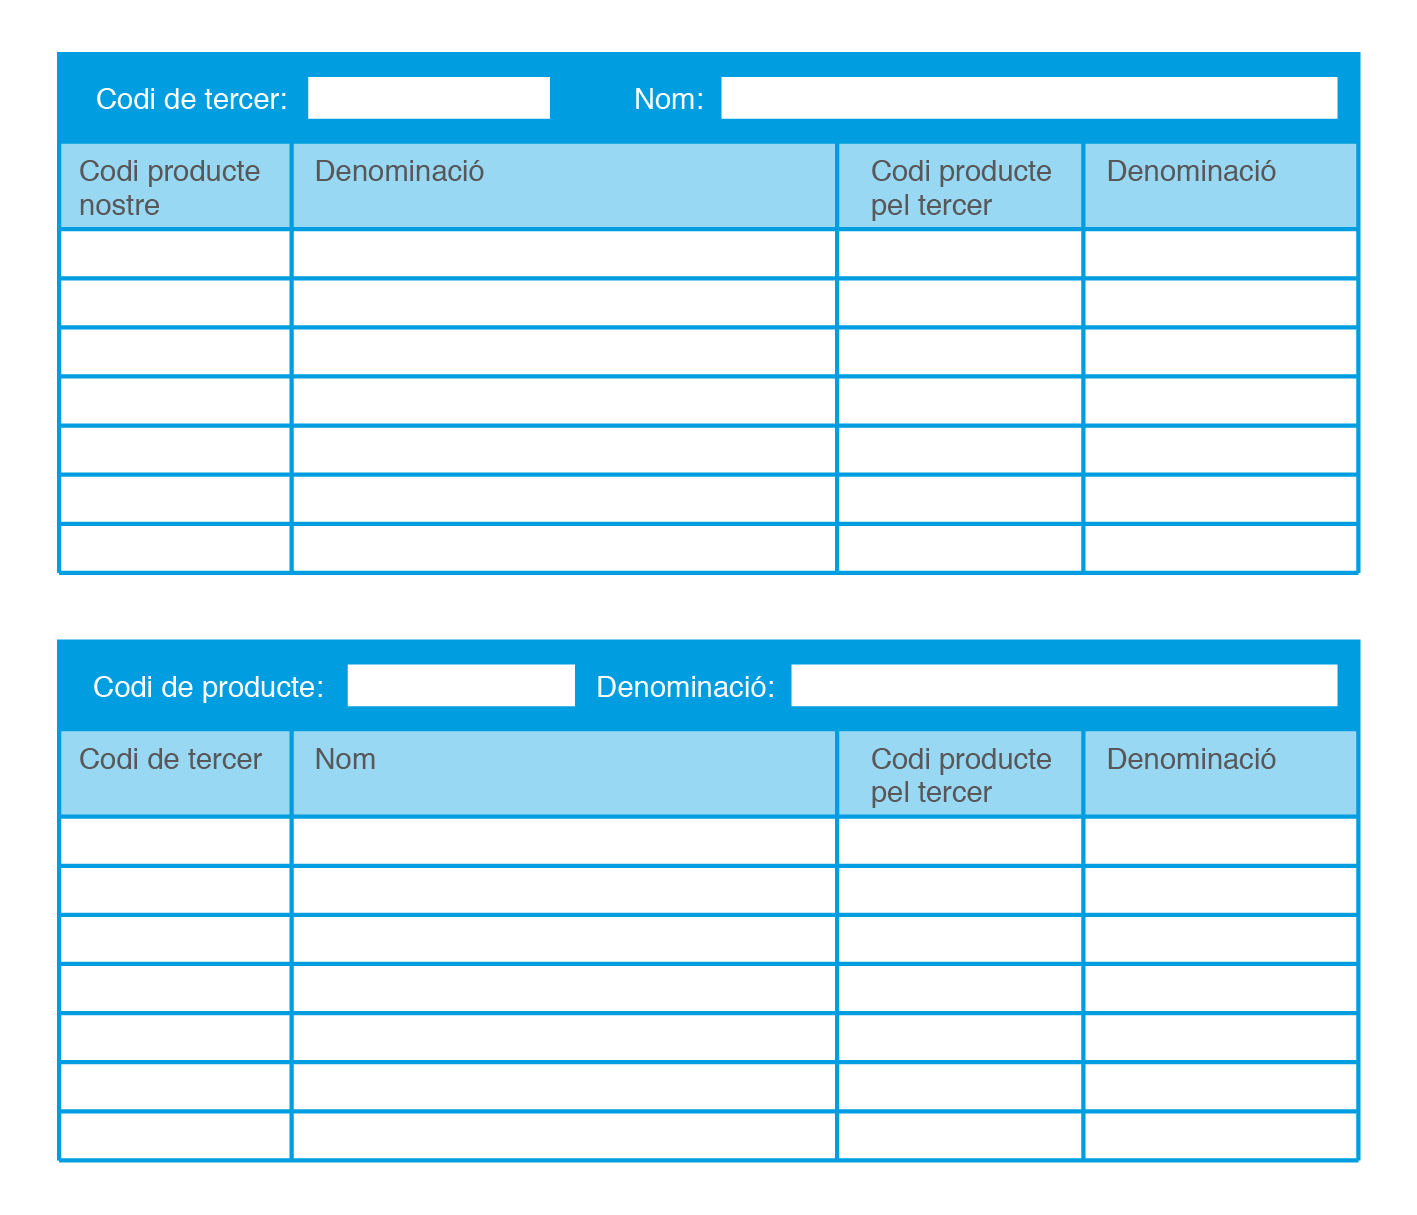 Codi de tercer: Nom:
Codi producte nostre Denominació Codi producte pel tercer Denominació
Codi de producte: Denominació:
Codi de tercer Nom Codi producte pel tercer Denominació